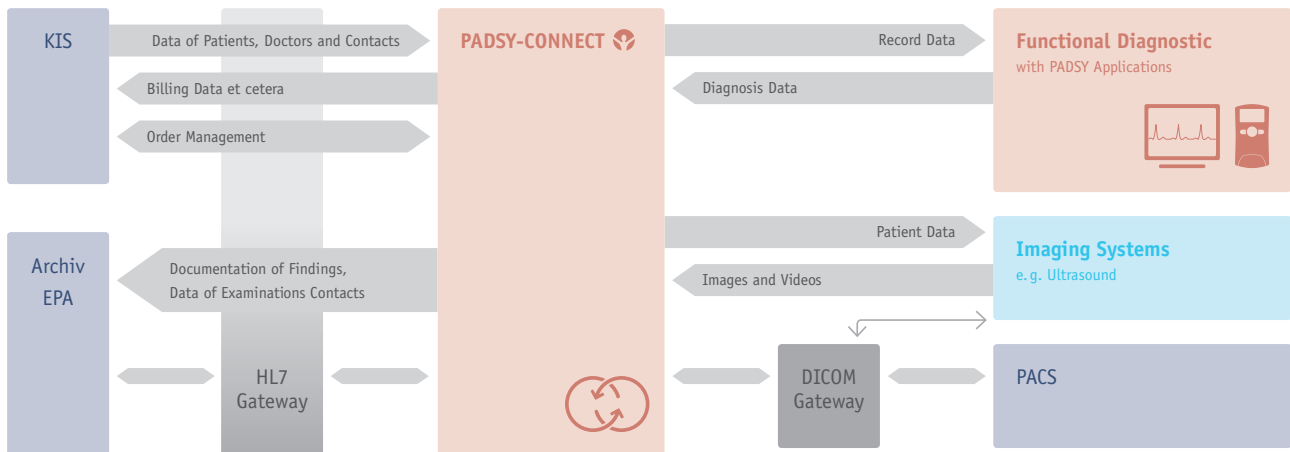 KIS
Data of Patients, Doctors and Contacts
Billing Data et cetera
Order Management
PADSY-CONNECT
Record Data
Diagnosis Data
Functional Diagnostic
with PADSY Applications
Archiv
EPA
Documentation of Findings,
Data of Examinations Contacts
Patient Data
Images and Videos
Imaging Systems
e. g. Ultrasound
HL7
Gateway
DICOM
Gateway
PACS